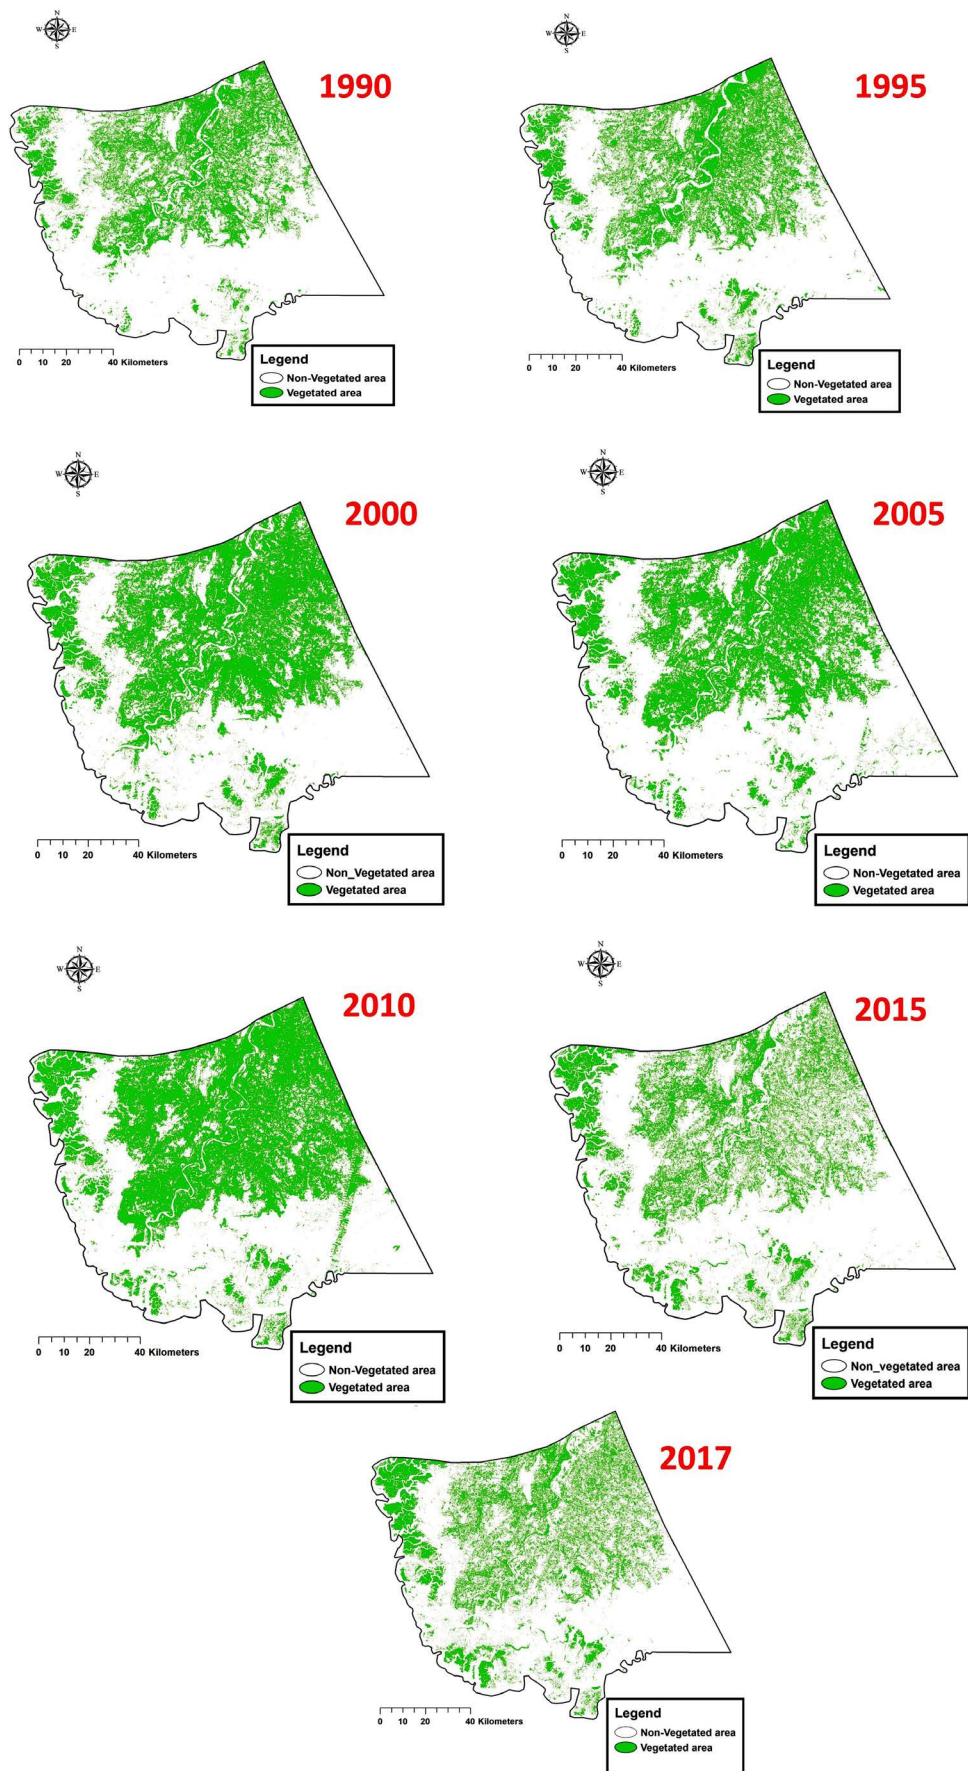 N
W E
S
1990
0 10 20 40 Kilometers
Legend
Non-Vegetated area
Vegetated area
N
W E
S
1995
0 10 20 40 Kilometers
Legend
Non-Vegetated area
Vegetated area
N
W E
S
2000
0 10 20 40 Kilometers
Legend
Non_Vegetated area
Vegetated area
N
W E
S
2005
0 10 20 40 Kilometers
Legend
Non-Vegetated area
Vegetated area
N
W E
S
2010
0 10 20 40 Kilometers
Legend
Non-Vegetated area
Vegetated area
N
W E
S
2015
0 10 20 40 Kilometers
Legend
Non_vegetated area
Vegetated area
2017
0 10 20 40 Kilometers
Legend
Non-Vegetated area
Vegetated area